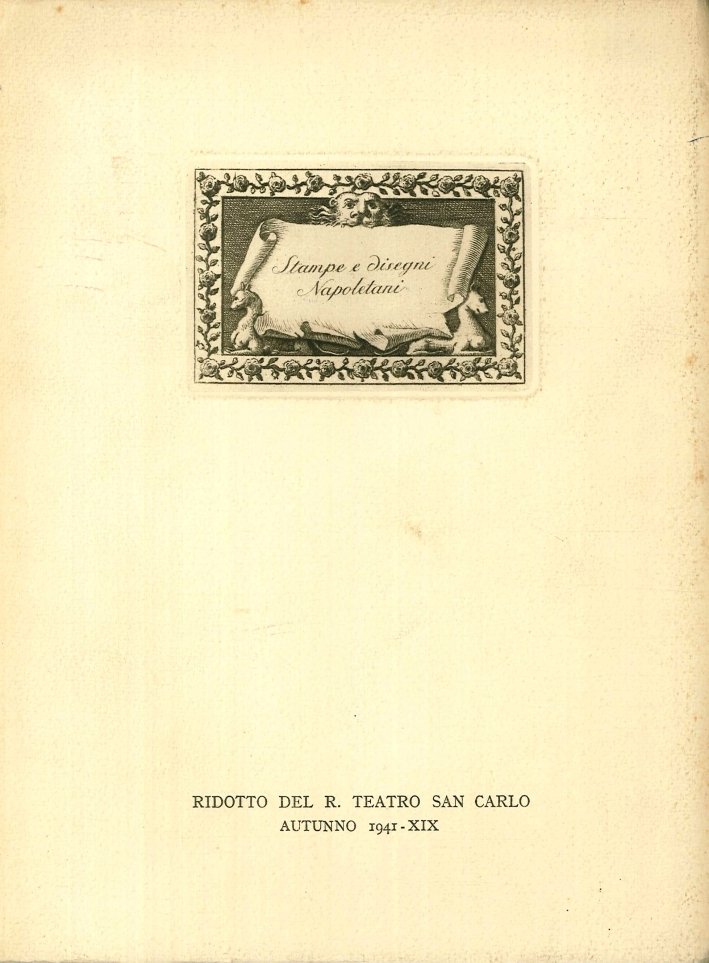 Stampe e disegni
Napoletani
RIDOTTO DEL R. TEATRO SAN CARLO
AUTUNNO 1941-XIX